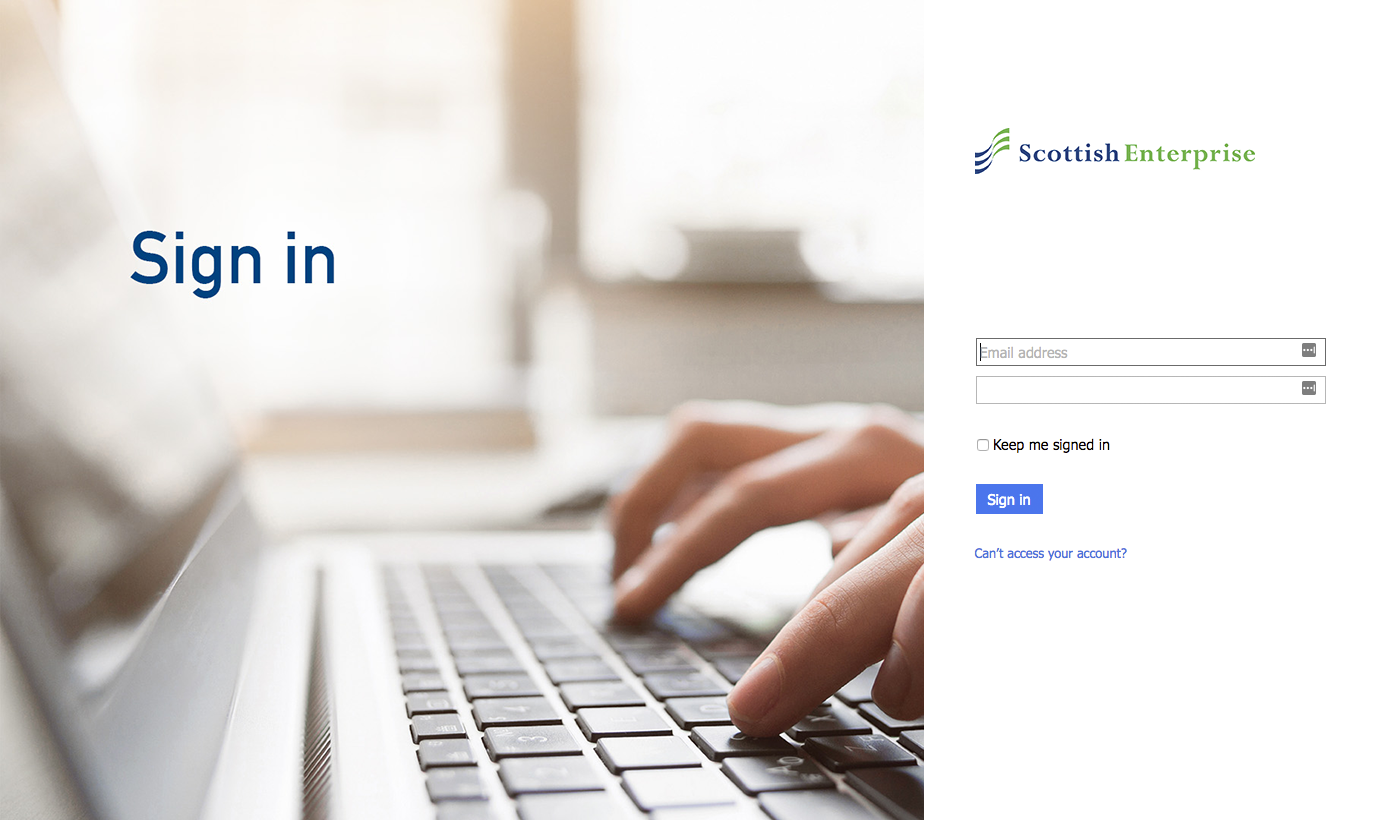 Sign in
Scottish Enterprise
Email address
Keep me signed in
Sign in
Can't access your account?